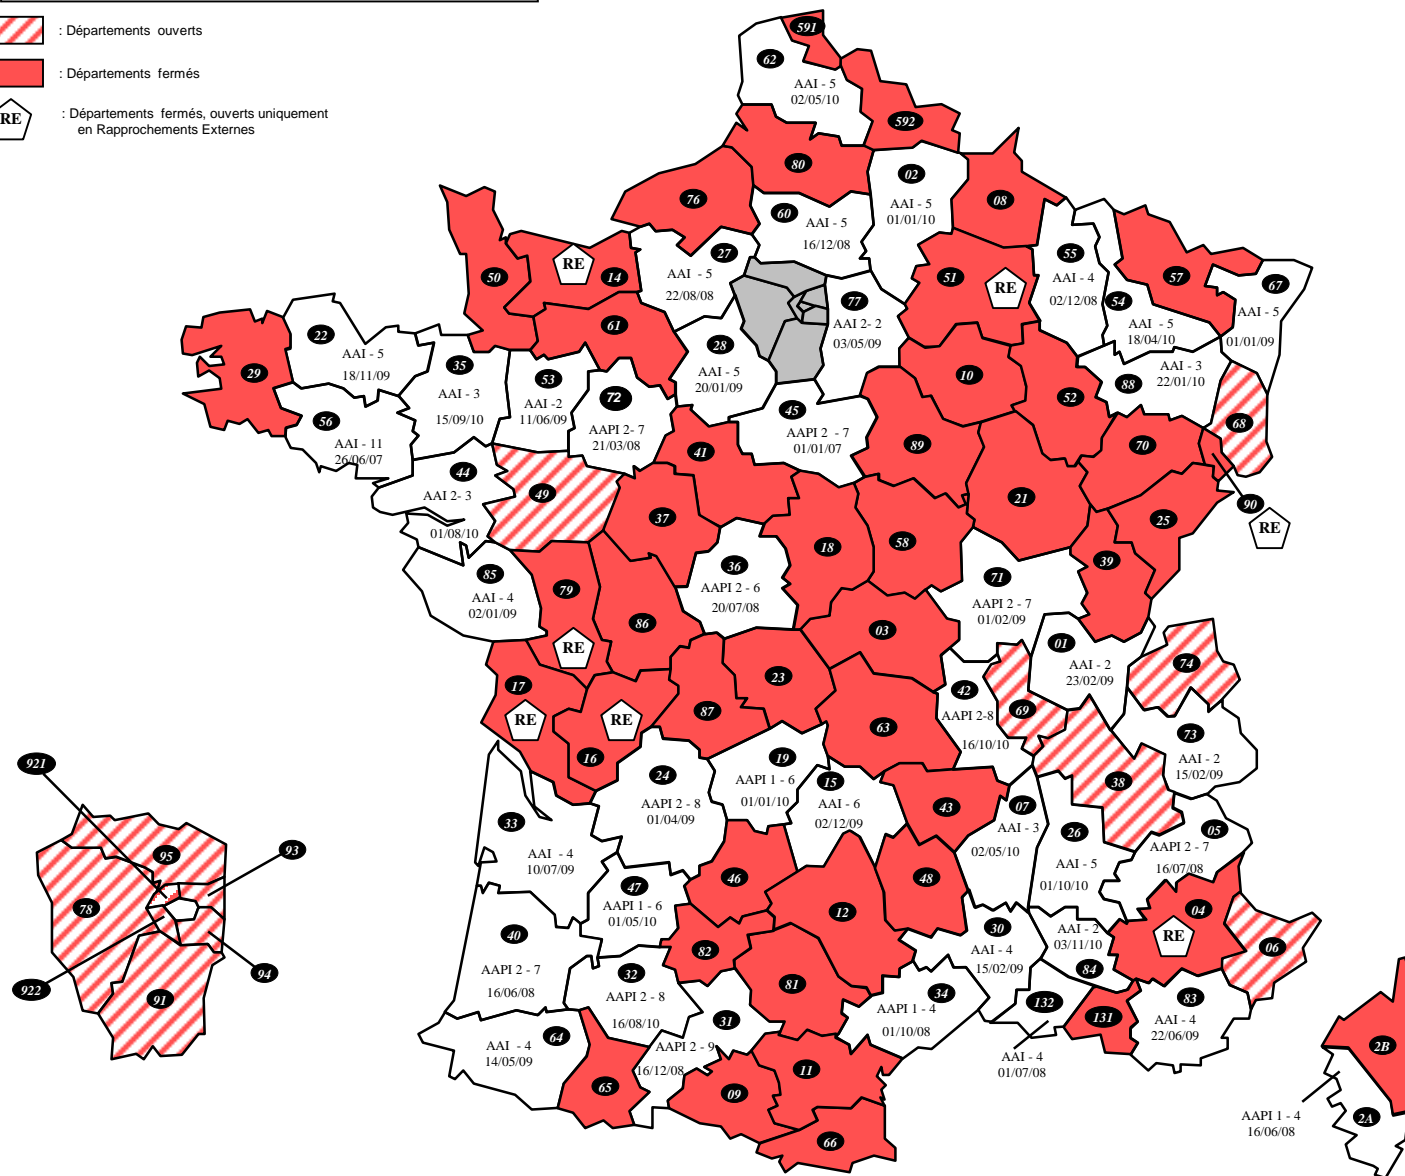 : Départements ouverts
: Départements fermés
RE
: Départements fermés, ouverts uniquement
en Rapprochements Externes
591
62
AAI - 5
02/05/10
592
80
02
AAI - 5
01/01/10
08
76
60
AAI - 5
16/12/08
27
AAI - 5
22/08/08
50
RE
14
61
51
RE
55
AAI - 4
02/12/08
54
AAI - 5
18/04/10
57
67
AAI - 5
01/01/09
77
AAI 2- 2
03/05/09
22
AAI - 5
18/11/09
29
56
AAI - 11
26/06/07
35
AAI - 3
15/09/10
53
AAI -2
11/06/09
72
AAPI 2- 7
21/03/08
28
AAI - 5
20/01/09
45
AAPI 2 - 7
01/01/07
10
52
88
AAI - 3
22/01/10
68
70
89
41
44
AAI 2- 3
01/08/10
49
37
21
25
90
RE
18
58
36
AAPI 2 - 6
20/07/08
85
AAI - 4
02/01/09
79
RE
86
71
AAPI 2 - 7
01/02/09
39
03
01
AAI - 2
23/02/09
74
17
RE
RE
16
87
23
63
42
AAPI 2-8
16/10/10
69
73
AAI - 2
15/02/09
38
24
AAPI 2 - 8
01/04/09
19
AAPI 1 - 6
01/01/10
15
AAI - 6
02/12/09
43
07
AAI - 3
02/05/10
26
AAI - 5
01/10/10
05
AAPI 2 - 7
16/07/08
33
AAI - 4
10/07/09
921
93
95
78
922
94
91
47
AAPI 1 - 6
01/05/10
46
12
48
04
RE
06
40
AAPI 2 - 7
16/06/08
32
AAPI 2 - 8
16/08/10
82
81
30
AAI - 4
15/02/09
AAI - 2
03/11/10
84
34
AAPI 1 - 4
01/10/08
132
AAI - 4
01/07/08
131
83
AAI - 4
22/06/09
64
AAI - 4
14/05/09
65
31
AAPI 2 - 9
16/12/08
09
11
66
2B
AAPI 1 - 4
16/06/08
2A